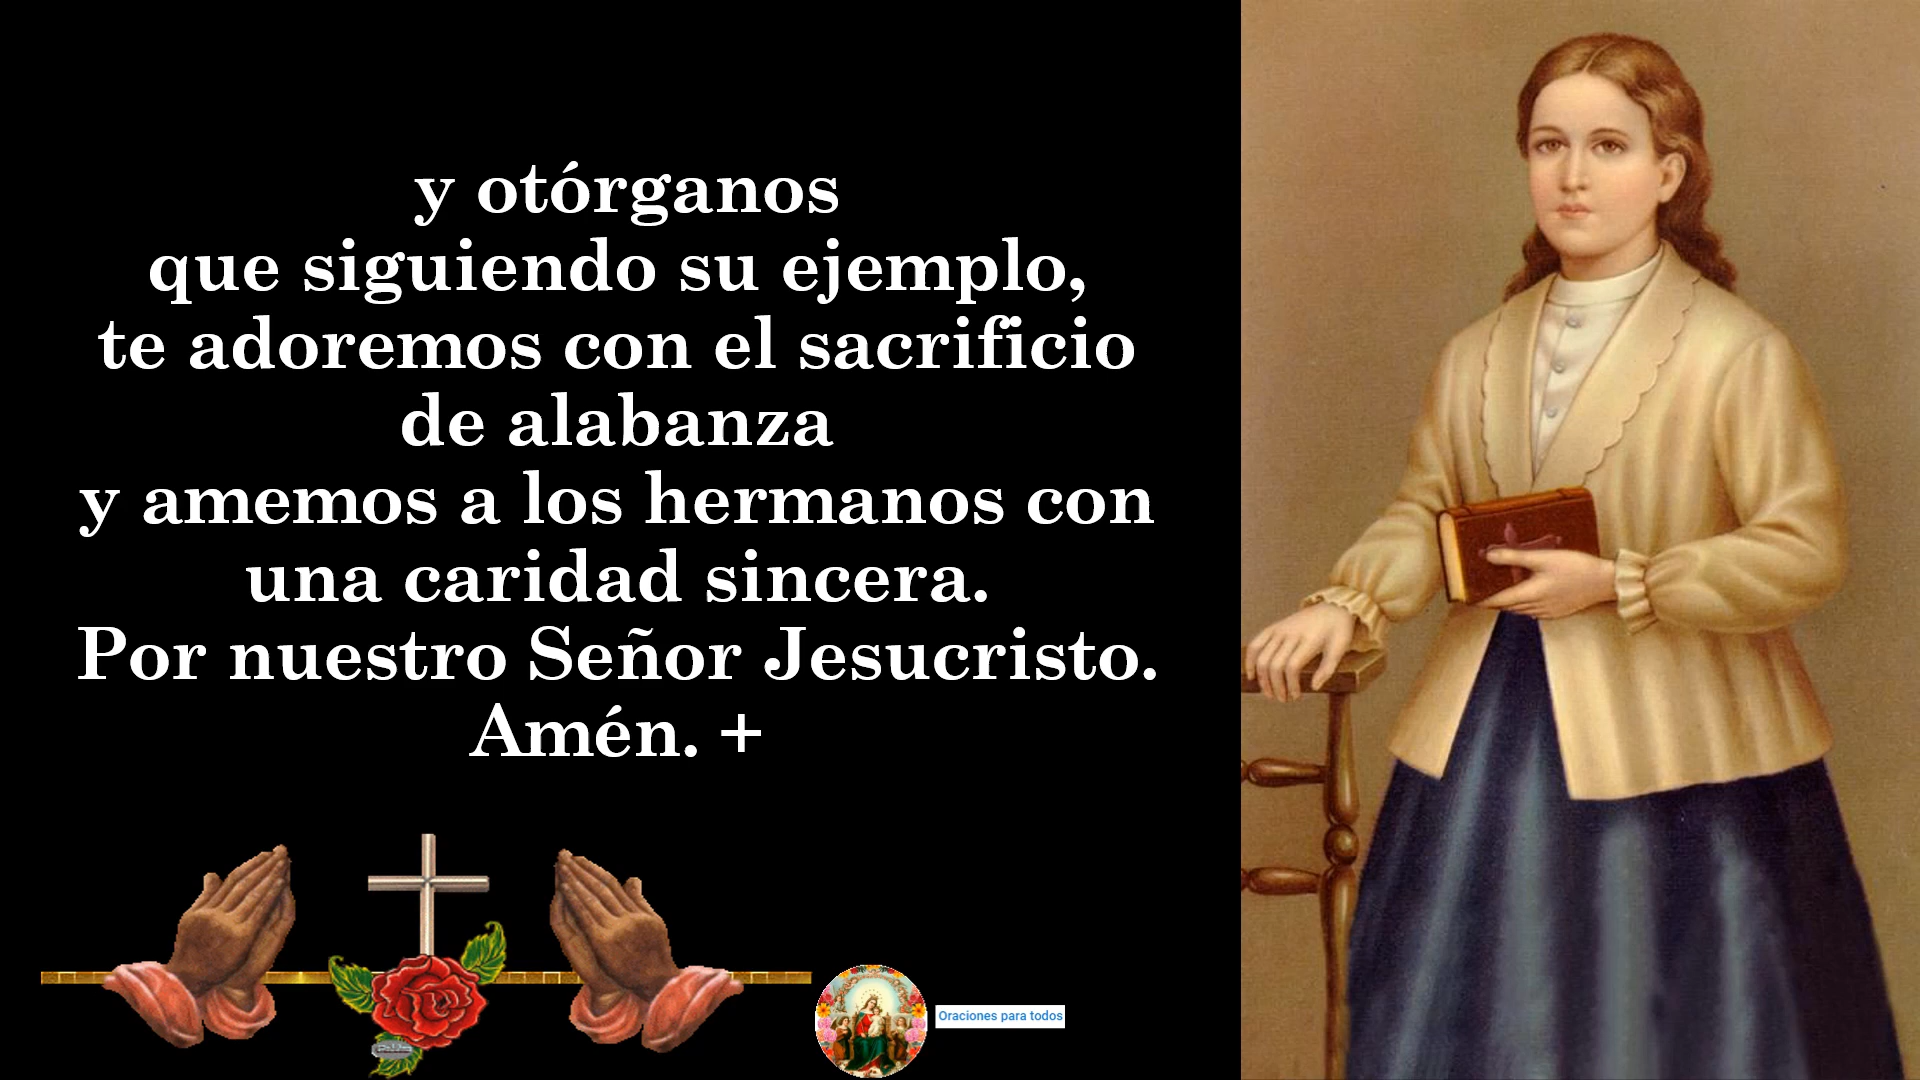 y otórganos
que siguiendo su ejemplo,
te adoremos con el sacrificio
de alabanza
y amemos a los hermanos con
una caridad sincera.
Por nuestro Señor Jesucristo.
Amén. +
Oraciones para todos